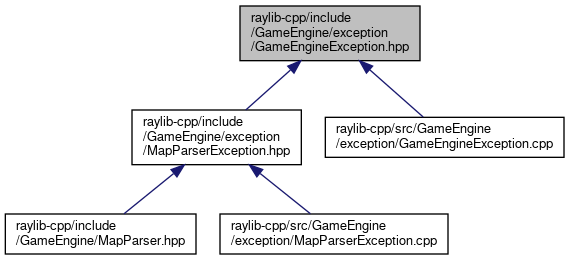 raylib-cpp/include
/GameEngine/exception
/GameEngineException.hpp
raylib-cpp/include
/GameEngine/exception
/MapParserException.hpp
raylib-cpp/src/GameEngine
/exception/GameEngineException.cpp
raylib-cpp/include
/GameEngine/MapParser.hpp
raylib-cpp/src/GameEngine
/exception/MapParserException.cpp